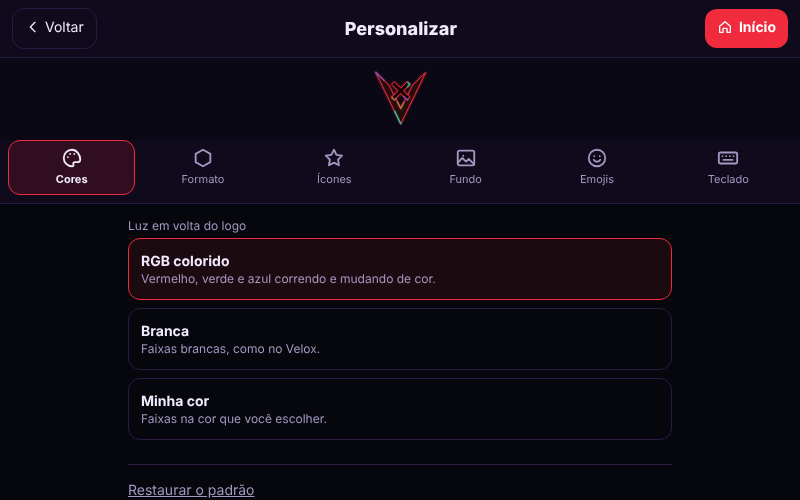 Voltar
Personalizar
Início
Cores
Formato
Ícones
Fundo
Emojis
Teclado
Luz em volta do logo
RGB colorido
Vermelho, verde e azul correndo e mudando de cor.
Branca
Faixas brancas, como no Velox.
Minha cor
Faixas na cor que você escolher.
Restaurar o padrão